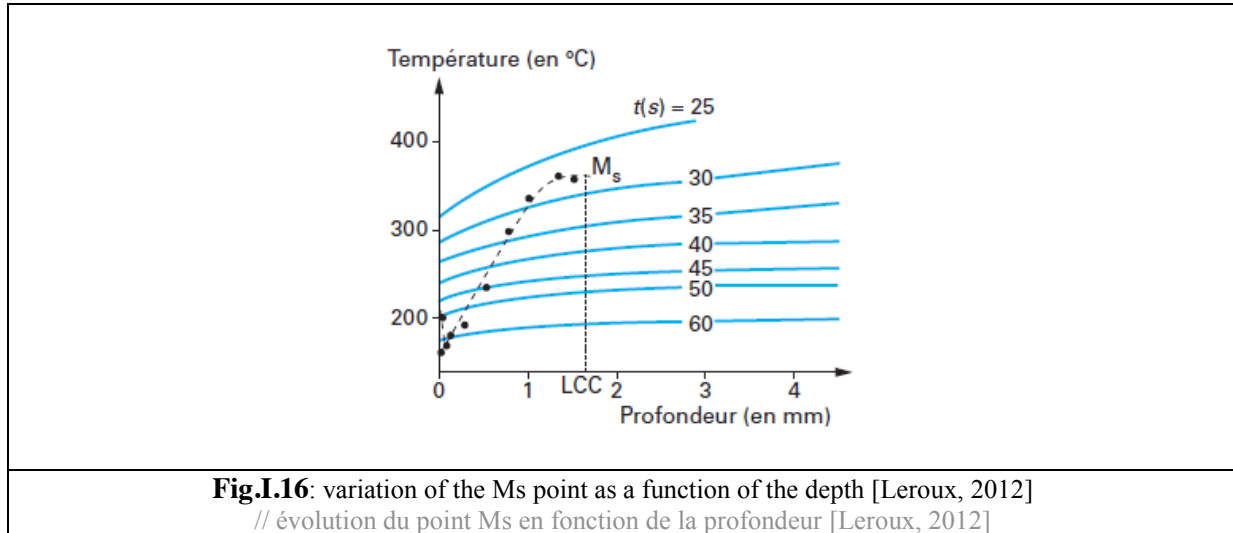 Température (en °C)
t(s) = 25
400
Ms
30
300
35
40
45
50
200
60
0 1 LCC 2 3 4
Profondeur (en mm)
Fig.I.16: variation of the Ms point as a function of the depth [Leroux, 2012]
// évolution du point Ms en fonction de la profondeur [Leroux, 2012]